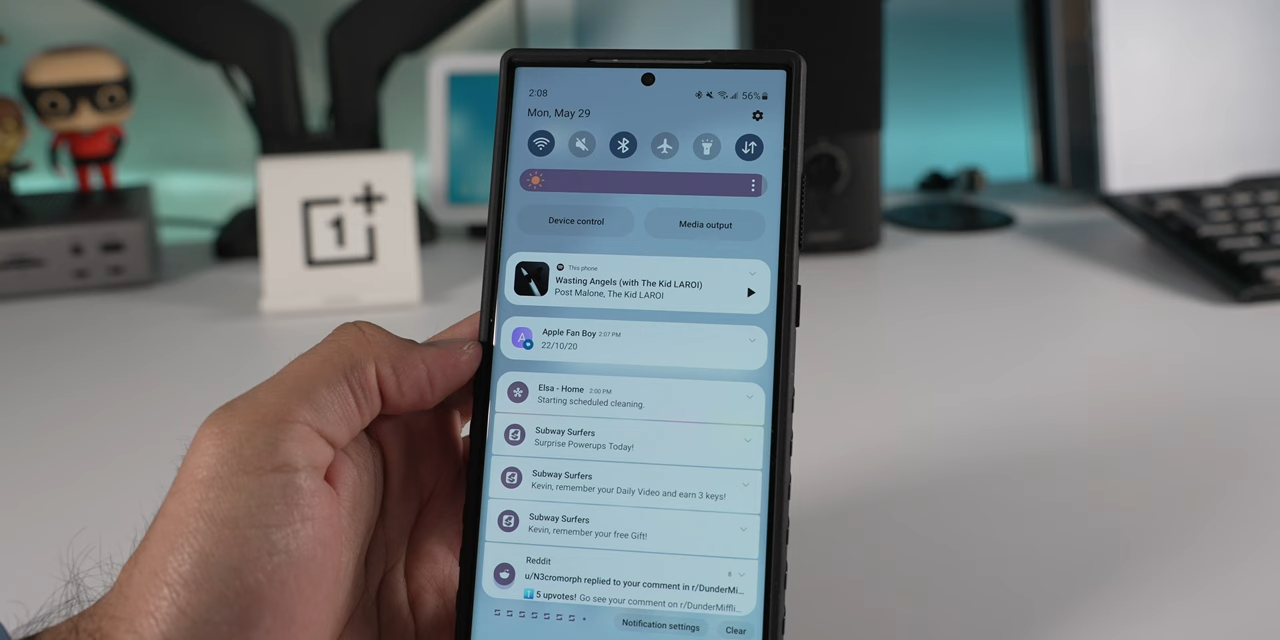 2:08
56%
Mon, May 29
Device control
Media output
This phone
Wasting Angels (with The Kid LAROI)
Post Malone, The Kid LAROI
A
Apple Fan Boy 2:07 PM
22/10/20
Elsa - Home 2:00 PM
Starting scheduled cleaning.
Subway Surfers
Surprise Powerups Today!
Subway Surfers
Kevin, remember your Daily Video and earn 3 keys!
Subway Surfers
Kevin, remember your free Gift!
Reddit
8
u/N3cromorph replied to your comment in r/DunderMi...
5 upvotes! Go see your comment on r/DunderMiffli...
Notification settings
Clear
1+